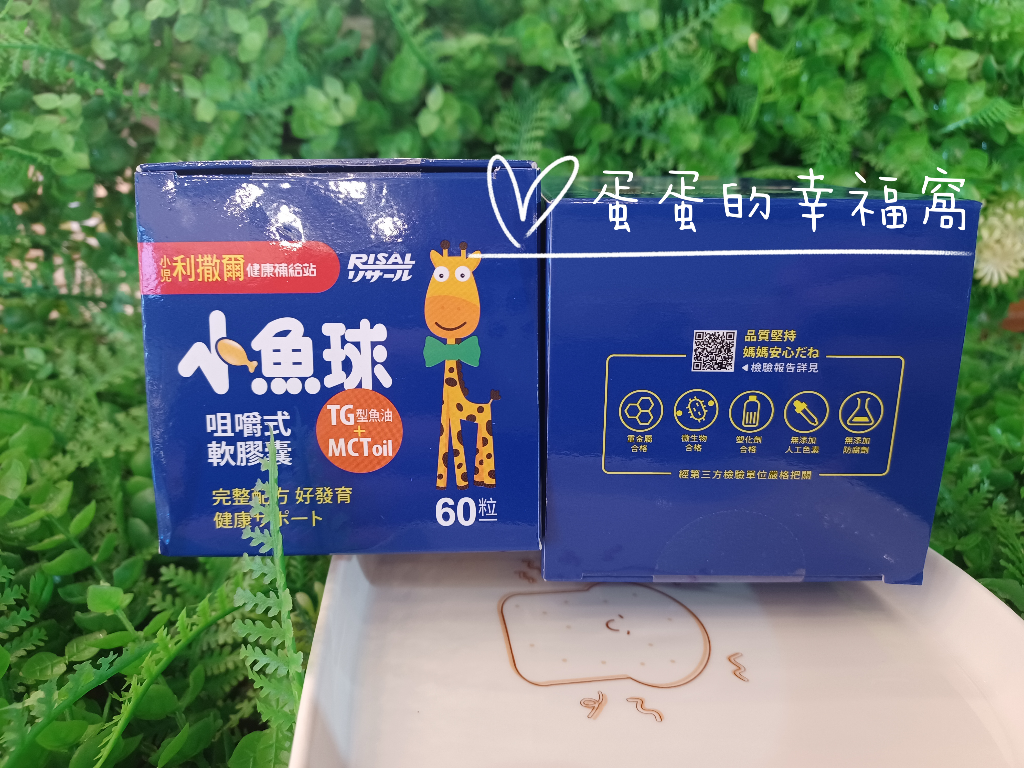 蛋蛋的幸福窩
小兒利撒爾健康補給站
RISAL
リサール
小魚球
咀嚼式
軟膠囊
TG型魚油
+
MCToil
完整配方 好發育
健康サポート
60粒
品質堅持
媽媽安心だね
◀檢驗報告詳見
重金屬
合格
微生物
合格
塑化劑
合格
無添加
人工色素
無添加
防腐劑
經第三方檢驗單位嚴格把關